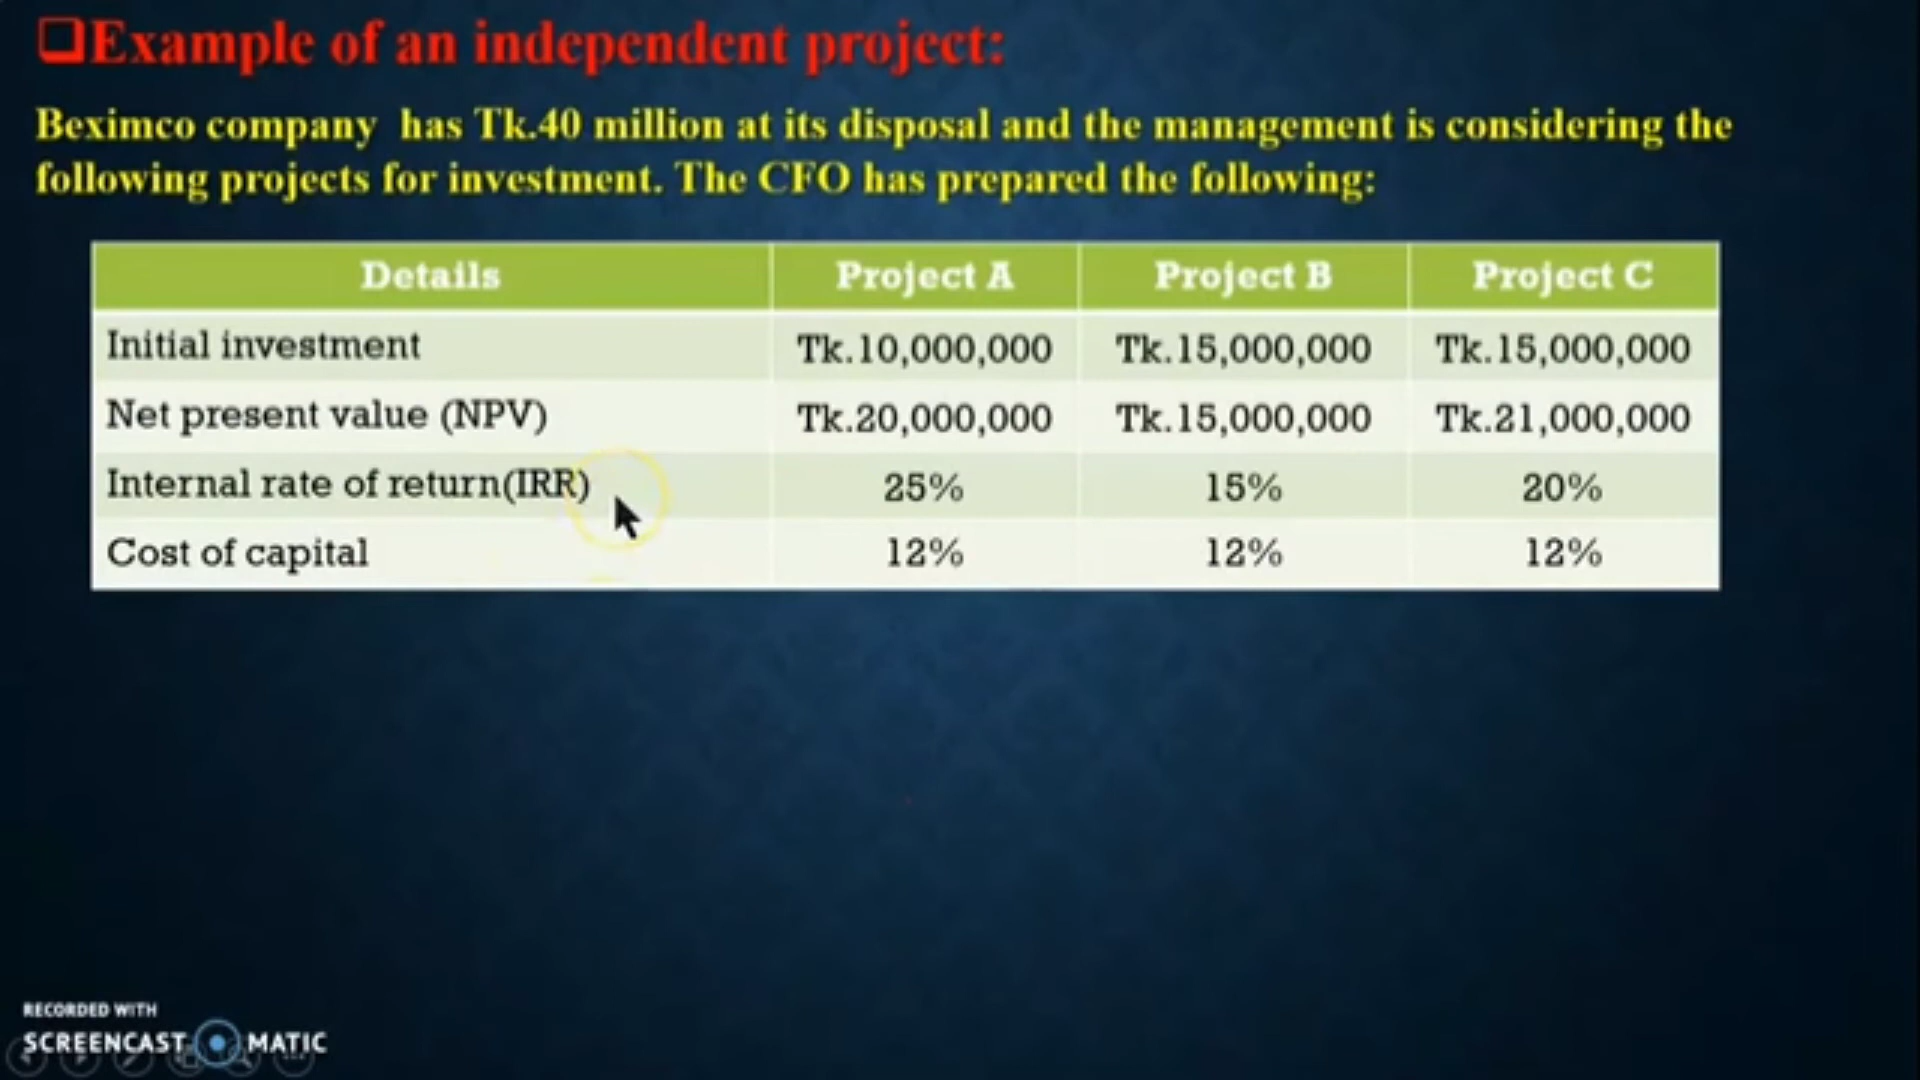 ❑Example of an independent project:
Beximco company has Tk.40 million at its disposal and the management is considering the
following projects for investment. The CFO has prepared the following:
Details Project A Project B Project C
Initial investment Tk.10,000,000 Tk.15,000,000 Tk.15,000,000
Net present value (NPV) Tk.20,000,000 Tk.15,000,000 Tk.21,000,000
Internal rate of return(IRR) 25% 15% 20%
Cost of capital 12% 12% 12%
RECORDED WITH
SCREENCAST MATIC